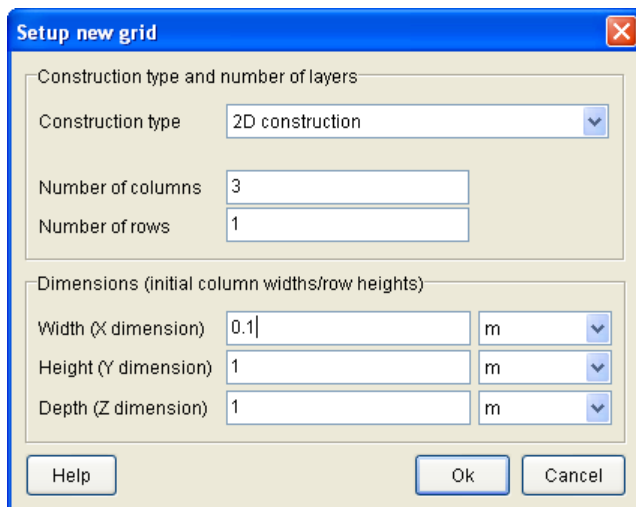 Setup new grid
Construction type and number of layers
Construction type 2D construction
Number of columns 3
Number of rows 1
Dimensions (initial column widths/row heights)
Width (X dimension) 0.1 m
Height (Y dimension) 1 m
Depth (Z dimension) 1 m
Help Ok Cancel